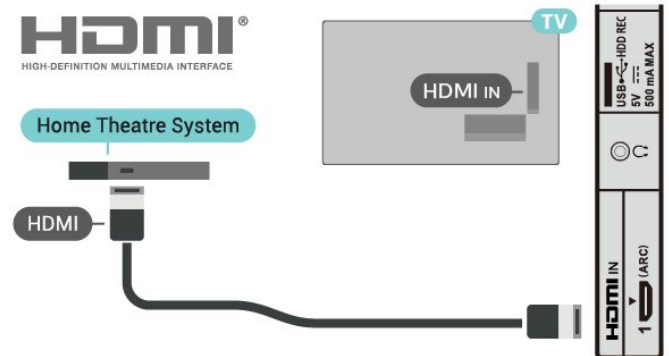 HDMI®
HIGH-DEFINITION MULTIMEDIA INTERFACE
TV
HDMI IN
Home Theatre System
HDMI
USB HDD REC
5V
500 mA MAX
HDMI IN
1 (ARC)